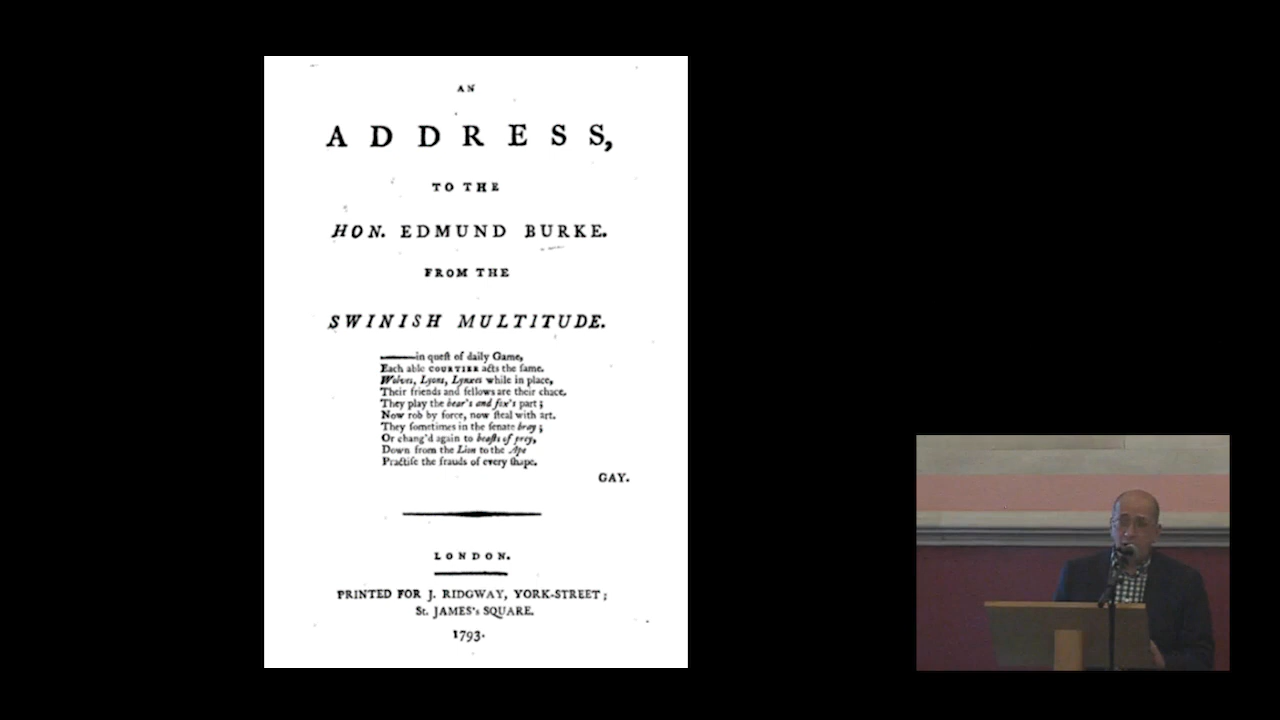 AN
ADDRESS,
TO THE
HON. EDMUND BURKE.
FROM THE
SWINISH MULTITUDE.
——in queſt of daily Game,
Each able COURTIER acts the ſame.
Wolves, Lyons, Lynxes while in place,
Their friends and fellows are their chace.
They play the bear's and fox's part;
Now rob by force, now ſteal with art.
They ſometimes in the ſenate bray;
Or chang'd again to beaſts of prey,
Down from the Lion to the Ape
Practiſe the frauds of every ſhape.
GAY.
LONDON.
PRINTED FOR J. RIDGWAY, YORK-STREET;
St. JAMES's SQUARE.
1793.